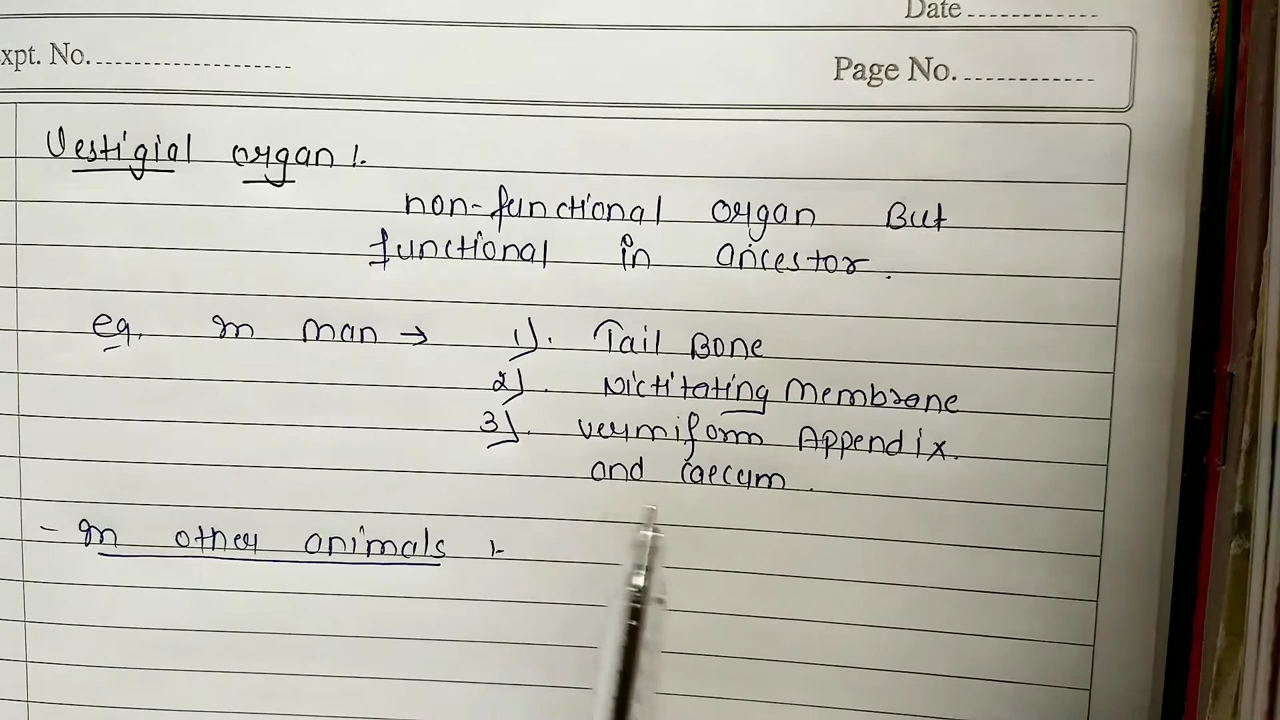 Date
xpt. No.
Page No.
Vestigial organ :-
non-functional organ But
functional in ancestor.
eg. In man → 1). Tail Bone
2). Nictitating Membrane
3). vermiform Appendix.
and caecum.
- In other animals :-